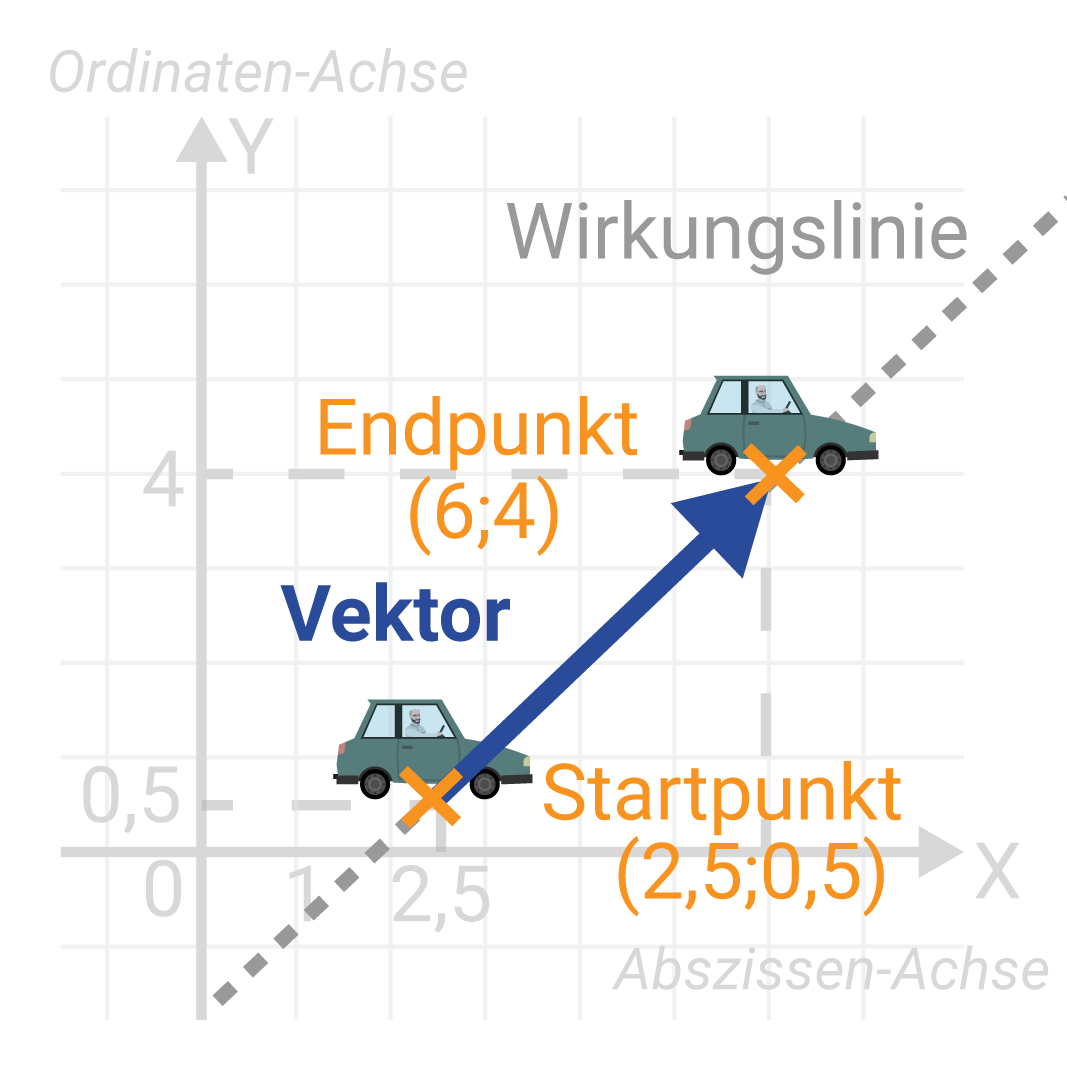 Ordinaten-Achse
Y
Wirkungslinie
Endpunkt
4
(6;4)
Vektor
0,5
Startpunkt
(2,5;0,5)
0
1
2,5
X
Abszissen-Achse